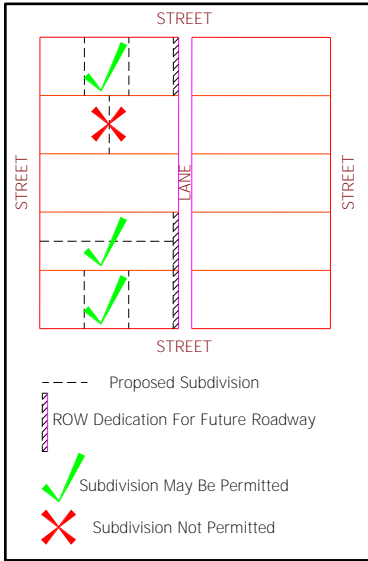 STREET
STREET
LANE
STREET
STREET
Proposed Subdivision
ROW Dedication For Future Roadway
Subdivision May Be Permitted
Subdivision Not Permitted